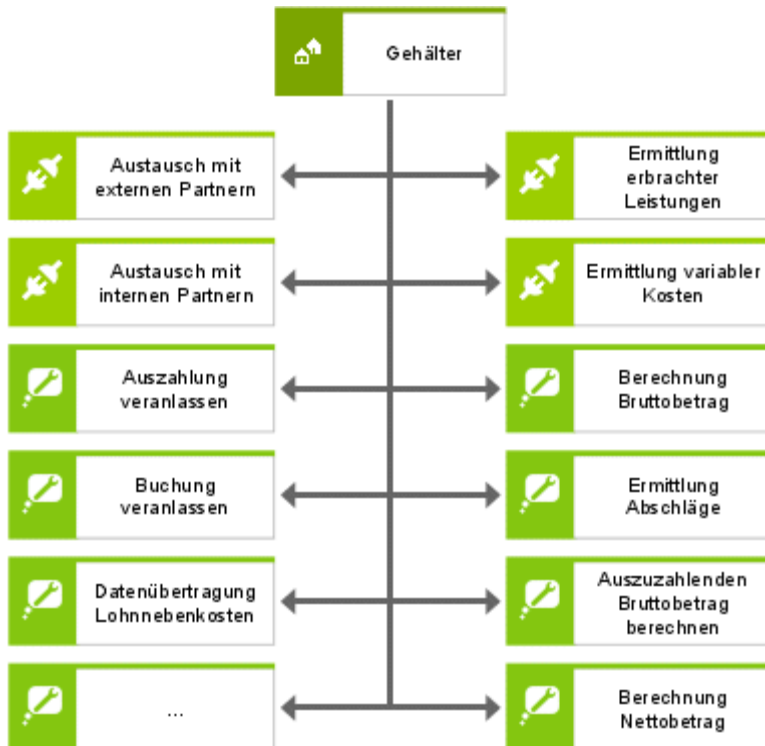 Gehälter
Austausch mit
externen Partnern
Ermittlung
erbrachter
Leistungen
Austausch mit
internen Partnern
Ermittlung variabler
Kosten
Auszahlung
veranlassen
Berechnung
Bruttobetrag
Buchung
veranlassen
Ermittlung
Abschläge
Datenübertragung
Lohnnebenkosten
Auszuzahlenden
Bruttobetrag
berechnen
...
Berechnung
Nettobetrag